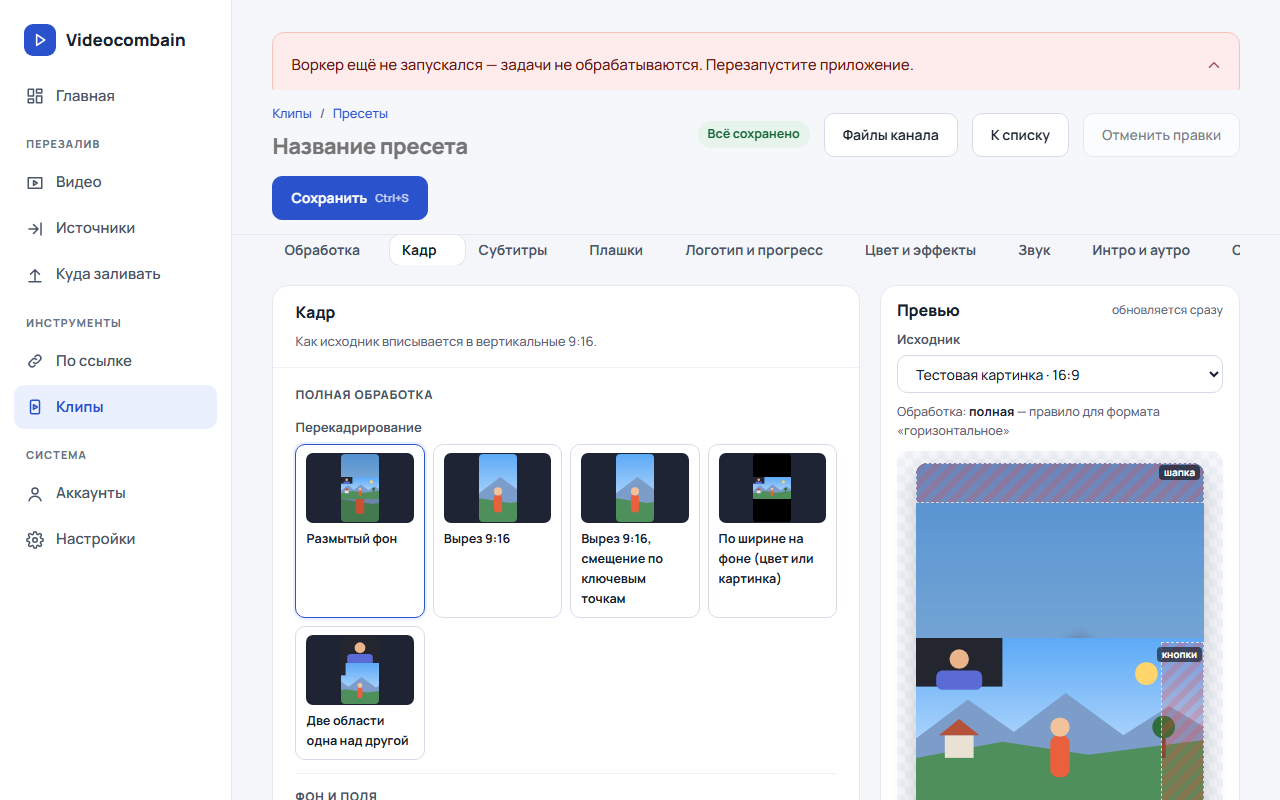 Videocombain
Главная
ПЕРЕЗАЛИВ
Видео
Источники
Куда заливать
ИНСТРУМЕНТЫ
По ссылке
Клипы
СИСТЕМА
Аккаунты
Настройки
Воркер ещё не запускался — задачи не обрабатываются. Перезапустите приложение.
Клипы / Пресеты
Название пресета
Всё сохранено
Файлы канала
К списку
Отменить правки
Сохранить Ctrl+S
Обработка
Кадр
Субтитры
Плашки
Логотип и прогресс
Цвет и эффекты
Звук
Интро и аутро
Кадр
Как исходник вписывается в вертикальные 9:16.
ПОЛНАЯ ОБРАБОТКА
Перекадрирование
Размытый фон
Вырез 9:16
Вырез 9:16,
смещение по
ключевым
точкам
По ширине на
фоне (цвет или
картинка)
Две области
одна над другой
ФОН И ПОЛЯ
Превью
обновляется сразу
Исходник
Тестовая картинка · 16:9
Обработка: полная — правило для формата
«горизонтальное»
шапка
кнопки